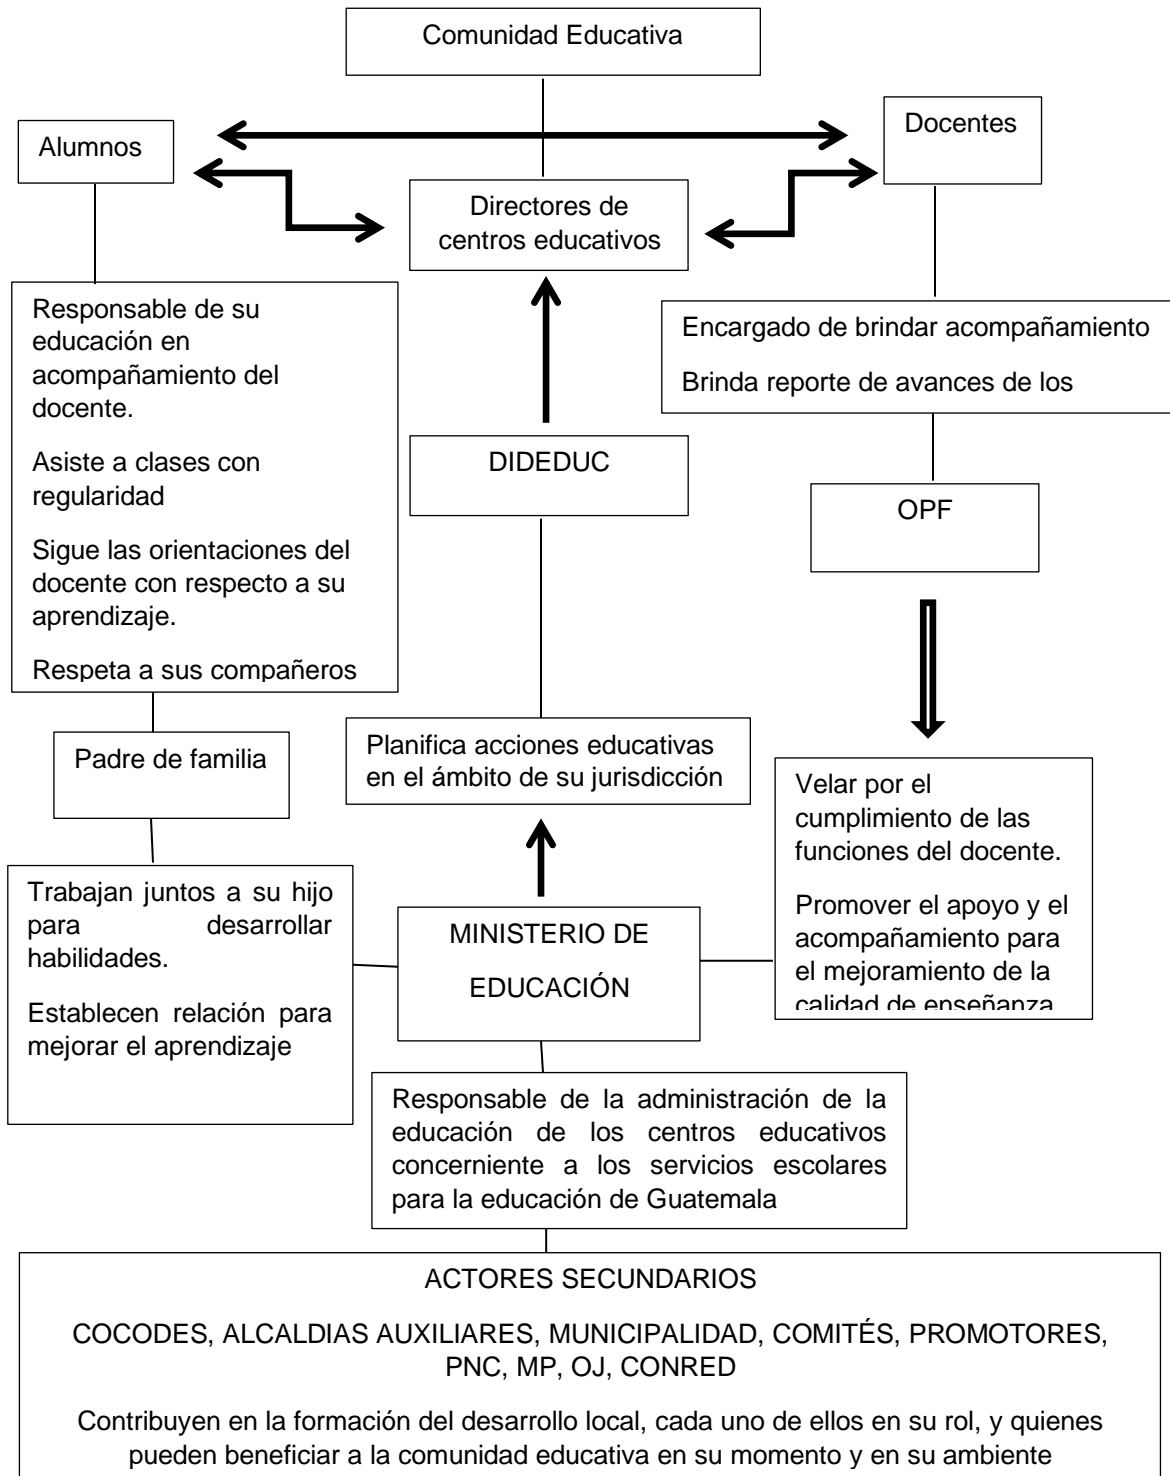 Comunidad Educativa
Alumnos
Docentes
Directores de
centros educativos
Responsable de su
educación en
acompañamiento del
docente.
Asiste a clases con
regularidad
Sigue las orientaciones del
docente con respecto a su
aprendizaje.
Respeta a sus compañeros
Encargado de brindar acompañamiento
Brinda reporte de avances de los
DIDEDUC
OPF
Padre de familia
Planifica acciones educativas
en el ámbito de su jurisdicción
Velar por el
cumplimiento de las
funciones del docente.
Promover el apoyo y el
acompañamiento para
el mejoramiento de la
calidad de enseñanza
Trabajan juntos a su hijo
para desarrollar
habilidades.
Establecen relación para
mejorar el aprendizaje
MINISTERIO DE
EDUCACIÓN
Responsable de la administración de la
educación de los centros educativos
concerniente a los servicios escolares
para la educación de Guatemala
ACTORES SECUNDARIOS
COCODES, ALCALDIAS AUXILIARES, MUNICIPALIDAD, COMITÉS, PROMOTORES,
PNC, MP, OJ, CONRED
Contribuyen en la formación del desarrollo local, cada uno de ellos en su rol, y quienes
pueden beneficiar a la comunidad educativa en su momento y en su ambiente